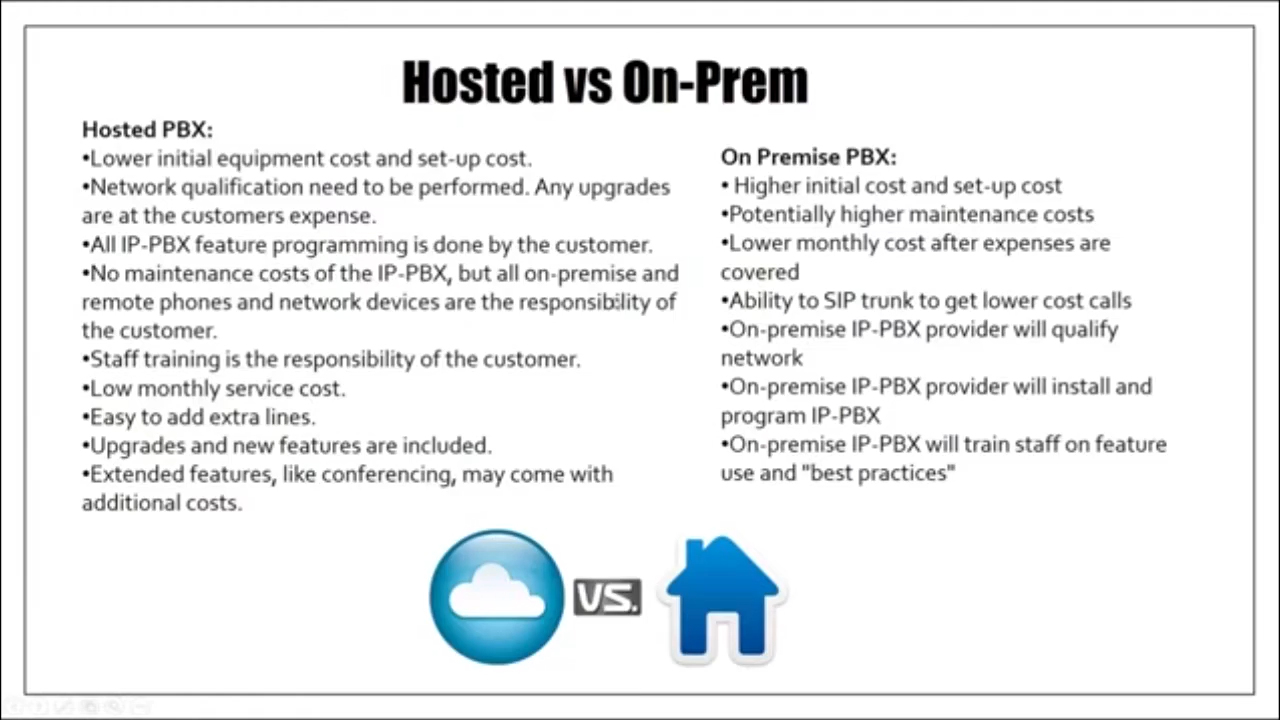 Hosted vs On-Prem
Hosted PBX:
•Lower initial equipment cost and set-up cost.
•Network qualification need to be performed. Any upgrades
are at the customers expense.
•All IP-PBX feature programming is done by the customer.
•No maintenance costs of the IP-PBX, but all on-premise and
remote phones and network devices are the responsibility of
the customer.
•Staff training is the responsibility of the customer.
•Low monthly service cost.
•Easy to add extra lines.
•Upgrades and new features are included.
•Extended features, like conferencing, may come with
additional costs.
On Premise PBX:
• Higher initial cost and set-up cost
•Potentially higher maintenance costs
•Lower monthly cost after expenses are
covered
•Ability to SIP trunk to get lower cost calls
•On-premise IP-PBX provider will qualify
network
•On-premise IP-PBX provider will install and
program IP-PBX
•On-premise IP-PBX will train staff on feature
use and "best practices"
VS.